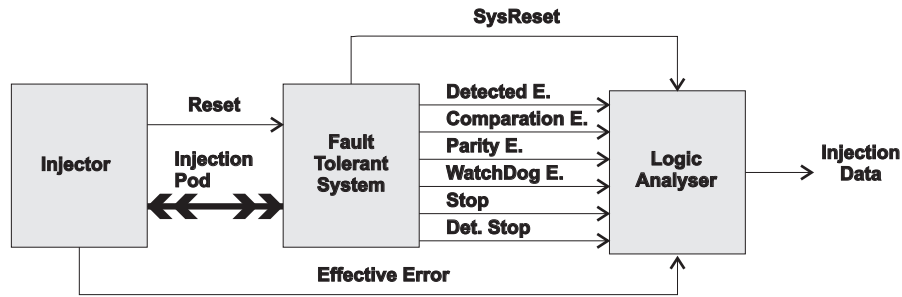 SysReset
Detected E.
Reset
Comparation E.
Injector
Injection
Pod
Fault
Tolerant
System
Parity E.
WatchDog E.
Stop
Det. Stop
Logic
Analyser
Injection
Data
Effective Error